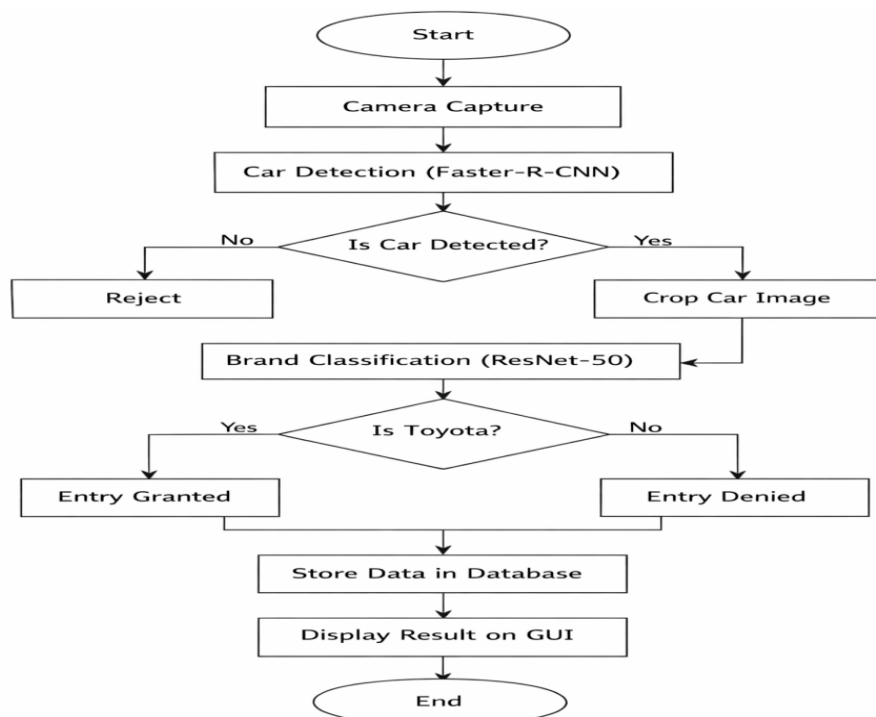 Start
Camera Capture
Car Detection (Faster-R-CNN)
Is Car Detected?
No
Yes
Reject
Crop Car Image
Brand Classification (ResNet-50)
Is Toyota?
Yes
No
Entry Granted
Entry Denied
Store Data in Database
Display Result on GUI
End